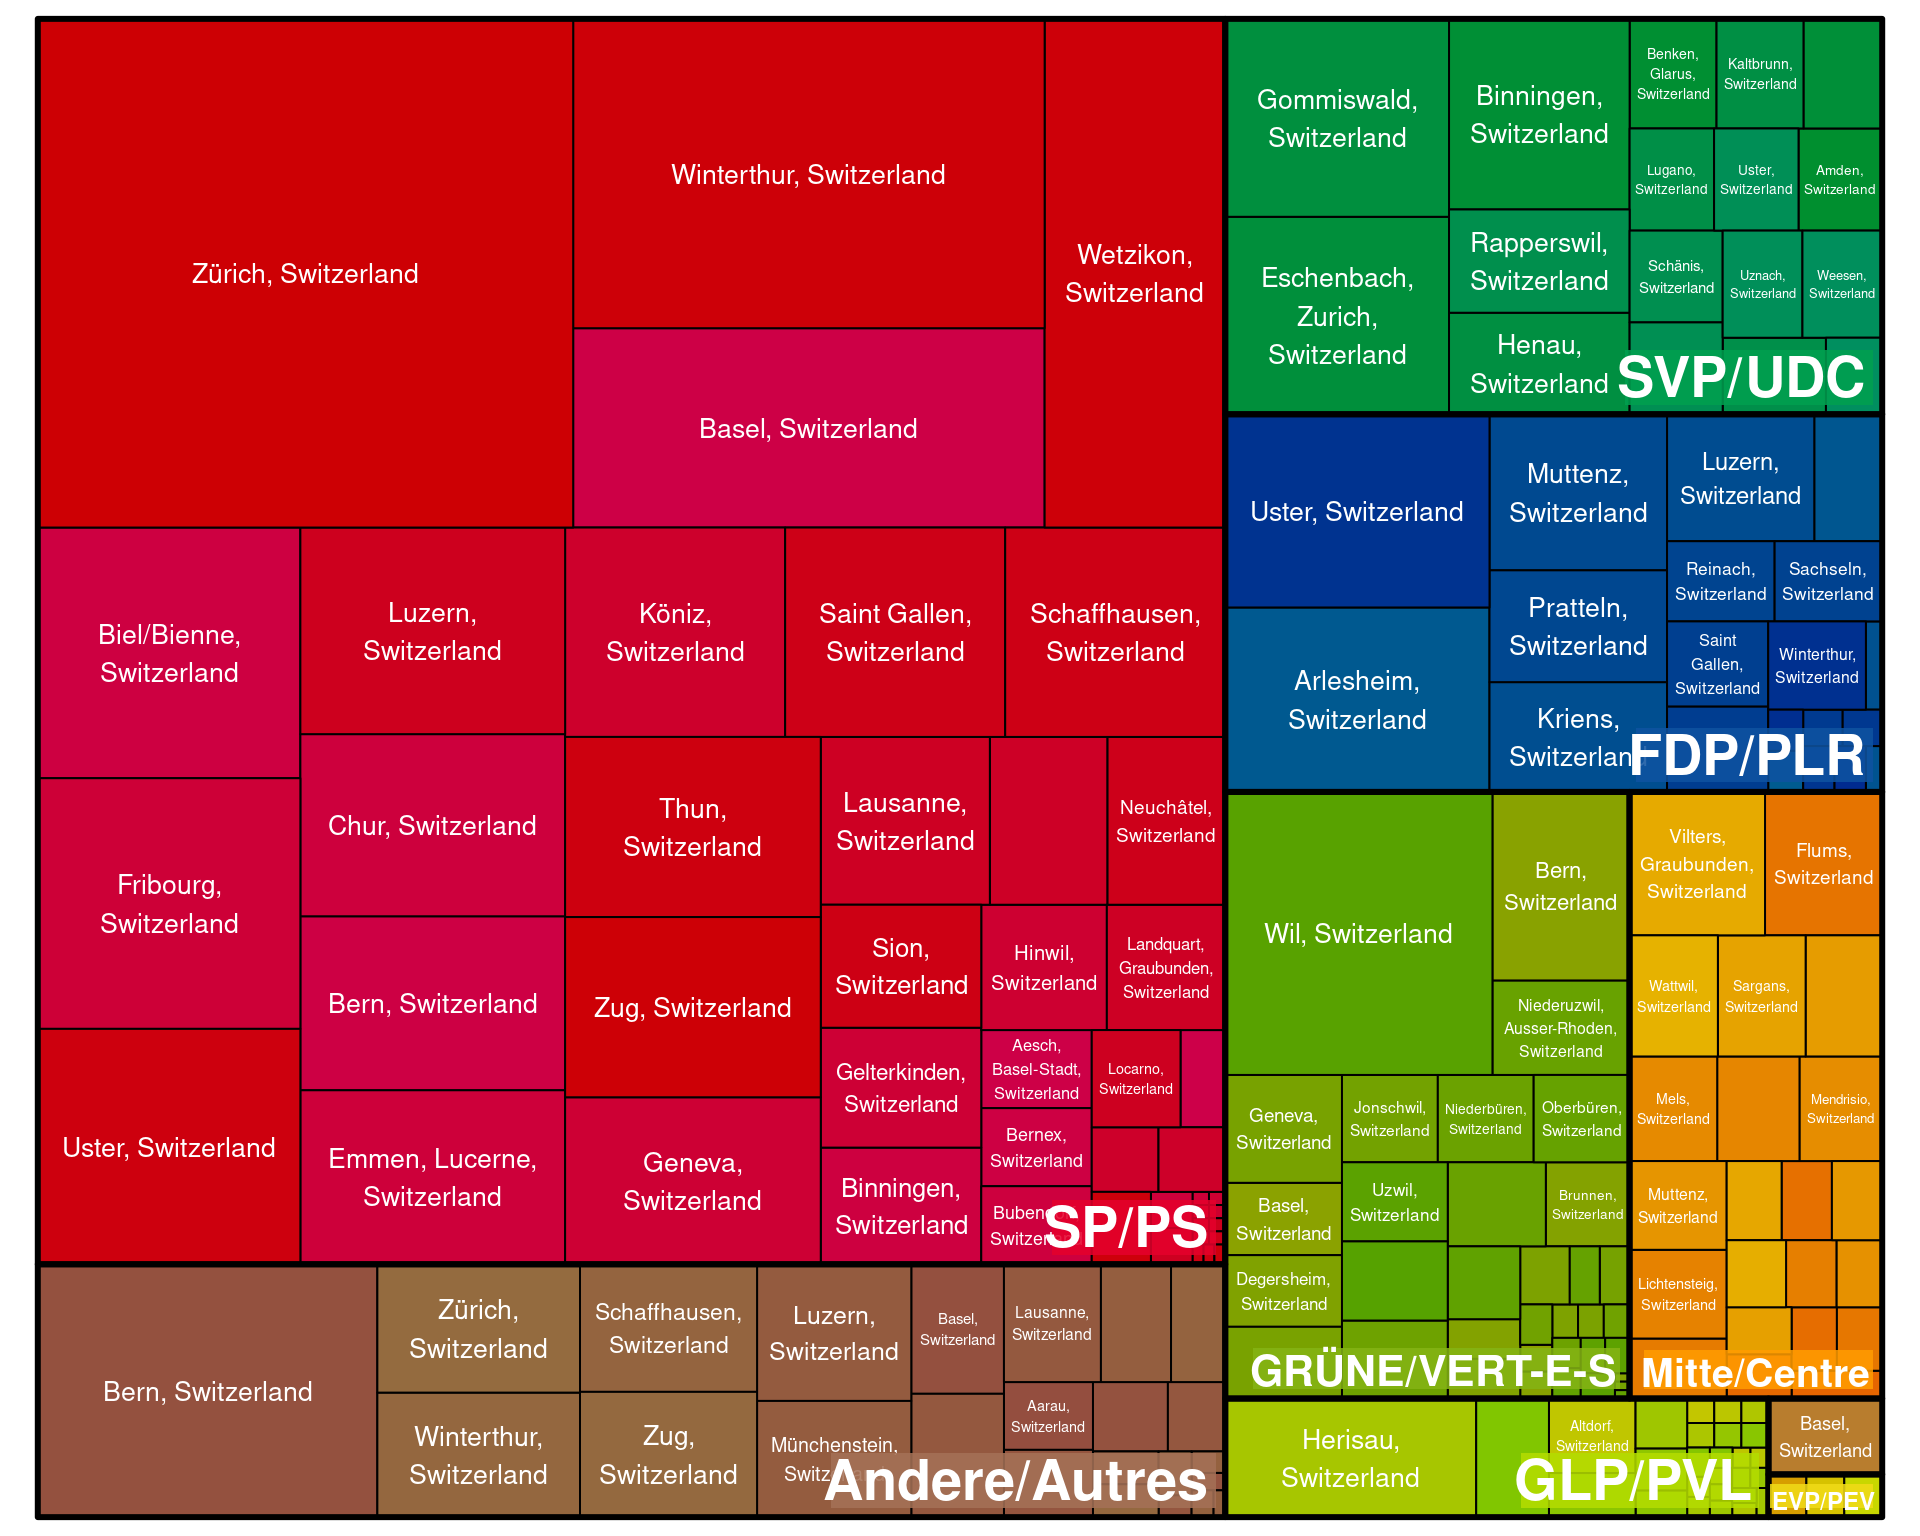 Zürich, Switzerland
Winterthur, Switzerland
Wetzikon,
Switzerland
Basel, Switzerland
Biel/Bienne,
Switzerland
Luzern,
Switzerland
Köniz,
Switzerland
Saint Gallen,
Switzerland
Schaffhausen,
Switzerland
Fribourg,
Switzerland
Chur, Switzerland
Thun,
Switzerland
Lausanne,
Switzerland
Neuchâtel,
Switzerland
Bern, Switzerland
Zug, Switzerland
Sion,
Switzerland
Hinwil,
Switzerland
Landquart,
Graubunden,
Switzerland
Uster, Switzerland
Emmen, Lucerne,
Switzerland
Geneva,
Switzerland
Gelterkinden,
Switzerland
Aesch,
Basel-Stadt,
Switzerland
Locarno,
Switzerland
Binningen,
Switzerland
Bernex,
Switzerland
SP/PS
Bern, Switzerland
Zürich,
Switzerland
Winterthur,
Switzerland
Schaffhausen,
Switzerland
Zug,
Switzerland
Luzern,
Switzerland
Münchenstein,
Basel,
Switzerland
Lausanne,
Switzerland
Aarau,
Switzerland
Andere/Autres
Gommiswald,
Switzerland
Binningen,
Switzerland
Benken,
Glarus,
Switzerland
Kaltbrunn,
Switzerland
Lugano,
Switzerland
Uster,
Switzerland
Amden,
Switzerland
Eschenbach,
Zurich,
Switzerland
Rapperswil,
Switzerland
Henau,
Switzerland
Schänis,
Switzerland
Uznach,
Switzerland
Weesen,
Switzerland
SVP/UDC
Uster, Switzerland
Muttenz,
Switzerland
Luzern,
Switzerland
Arlesheim,
Switzerland
Pratteln,
Switzerland
Reinach,
Switzerland
Sachseln,
Switzerland
Saint
Gallen,
Switzerland
Winterthur,
Switzerland
Kriens,
Switzerland
FDP/PLR
Wil, Switzerland
Bern,
Switzerland
Niederuzwil,
Ausser-Rhoden,
Switzerland
Geneva,
Switzerland
Jonschwil,
Switzerland
Niederbüren,
Switzerland
Oberbüren,
Switzerland
Basel,
Switzerland
Uzwil,
Switzerland
Brunnen,
Switzerland
Degersheim,
Switzerland
GRÜNE/VERT-E-S
Vilters,
Graubunden,
Switzerland
Flums,
Switzerland
Wattwil,
Switzerland
Sargans,
Switzerland
Mels,
Switzerland
Mendrisio,
Switzerland
Muttenz,
Switzerland
Lichtensteig,
Switzerland
Mitte/Centre
Herisau,
Switzerland
Altdorf,
Switzerland
GLP/PVL
Basel,
Switzerland
EVP/PEV